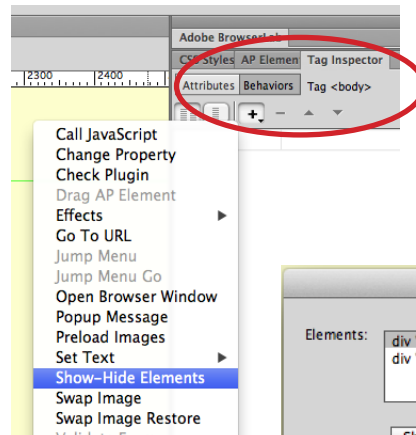 Adobe BrowserLab
CSS Styles AP Elemen Tag Inspector
2300 2400
Attributes Behaviors Tag <body>
Call JavaScript
Change Property
Check Plugin
Drag AP Element
Effects
Go To URL
Jump Menu
Jump Menu Go
Open Browser Window
Popup Message
Preload Images
Set Text
Show-Hide Elements
Swap Image
Swap Image Restore
Elements:
div
div